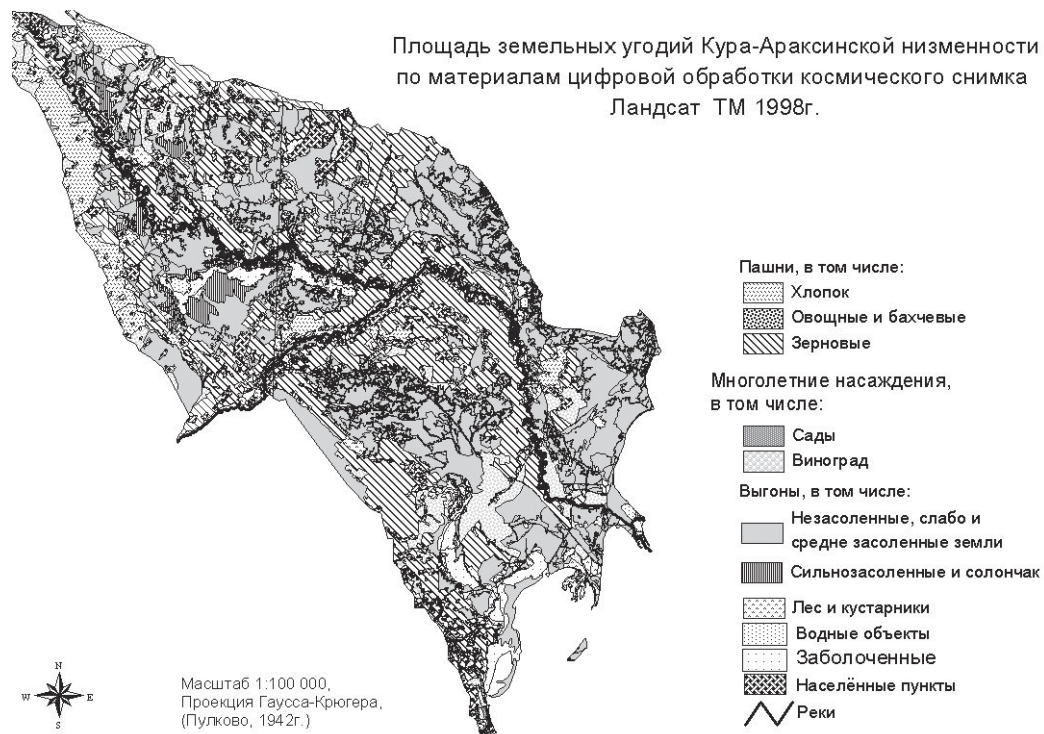 Площадь земельных угодий Кура-Араксинской низменности
по материалам цифровой обработки космического снимка
Ландсат ТМ 1998г.
Пашни, в том числе:
Хлопок
Овощные и бахчевые
Зерновые
Многолетние насаждения,
в том числе:
Сады
Виноград
Выгоны, в том числе:
Незасоленные, слабо и
средне засоленные земли
Сильнозасоленные и солончак
Лес и кустарники
Водные объекты
Заболоченные
Населённые пункты
Реки
N
W
E
S
Масштаб 1:100 000,
Проекция Гаусса-Крюгера,
(Пулково, 1942г.)